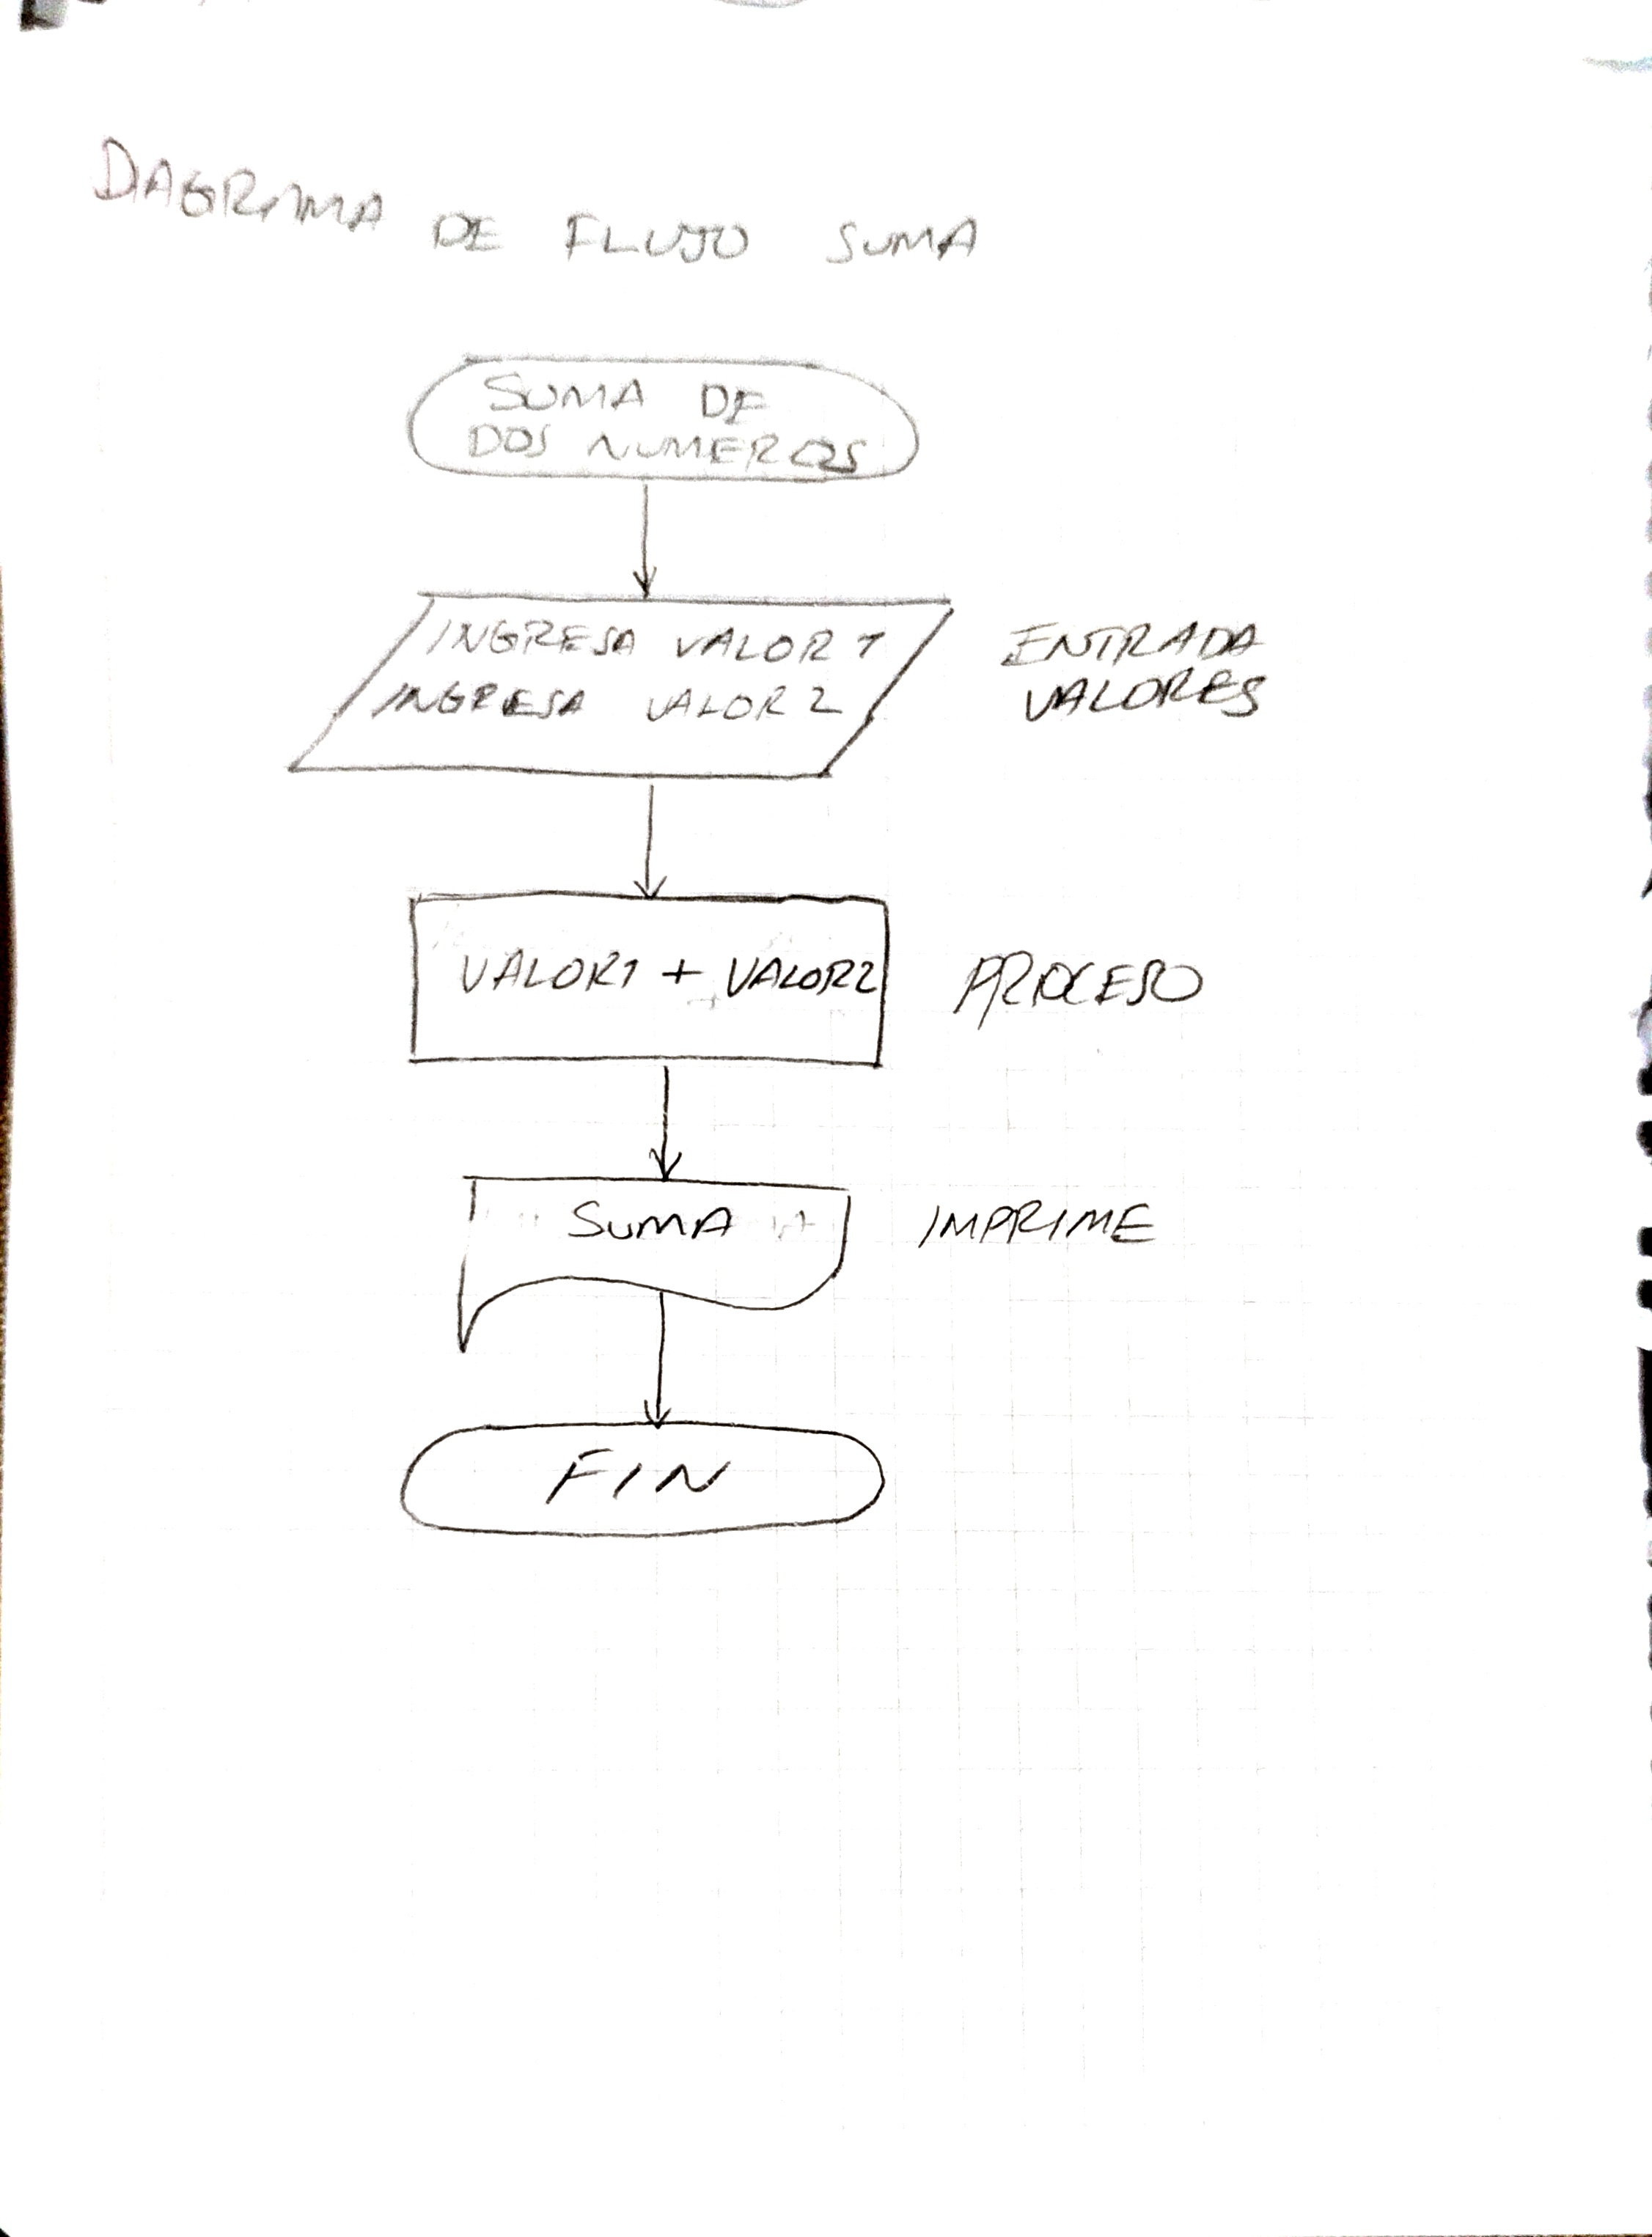 DAGRAMA DE FLUJO SUMA
SUMA DE
DOS NUMEROS
INGRESA VALOR 1
INGRESA VALOR 2
ENTRADA
VALORES
VALOR1 + VALOR2
PROCESO
SUMA
IMPRIME
FIN